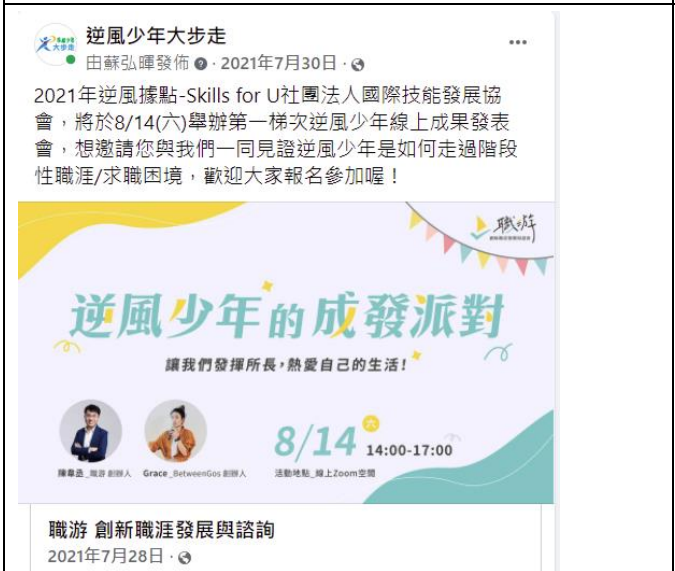 逆風少年大步走
由蘇弘暉發佈 · 2021年7月30日 ·
2021年逆風據點-Skills for U社團法人國際技能發展協
會，將於8/14(六)舉辦第一梯次逆風少年線上成果發表
會，想邀請您與我們一同見證逆風少年是如何走過階段
性職涯/求職困境，歡迎大家報名參加喔！
職游
逆風少年的成發派對
讓我們發揮所長，熱愛自己的生活！
8/14 六 14:00-17:00
陳韋丞_職游 創辦人 Grace_BetweenGos 創辦人 活動地點_線上Zoom空間
職游 創新職涯發展與諮詢
2021年7月28日 ·